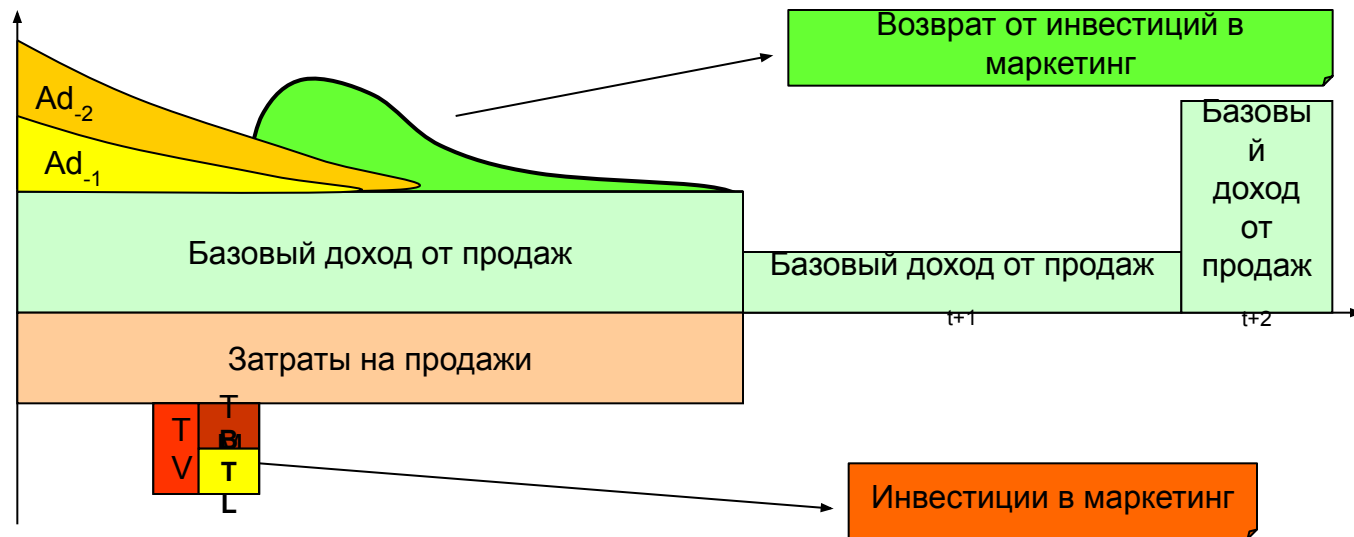 Возврат от инвестиций в
маркетинг
Ad-2
Ad-1
Базовы
й
доход
от
продаж
Базовый доход от продаж
Базовый доход от продаж
t+1
t+2
Затраты на продажи
T
V
B
T
L
Инвестиции в маркетинг